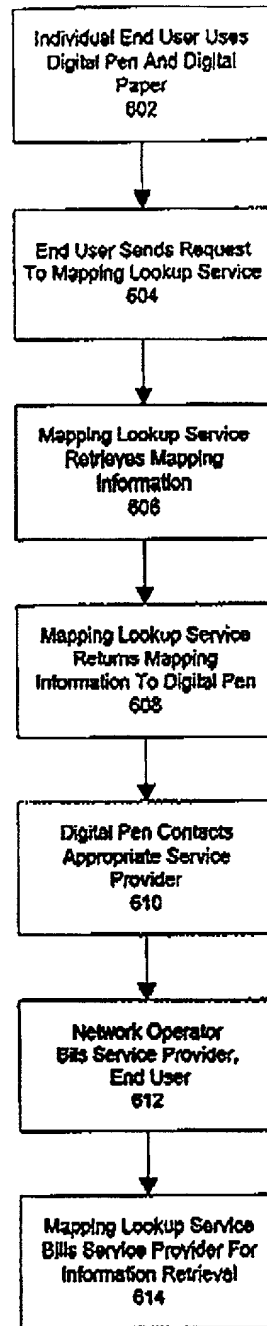 Individual End User Uses
Digital Pen And Digital
Paper
602
End User Sends Request
To Mapping Lookup Service
604
Mapping Lookup Service
Retrieves Mapping
Information
606
Mapping Lookup Service
Returns Mapping
Information To Digital Pen
608
Digital Pen Contacts
Appropriate Service
Provider
610
Network Operator
Bills Service Provider,
End User
612
Mapping Lookup Service
Bills Service Provider For
Information Retrieval
614